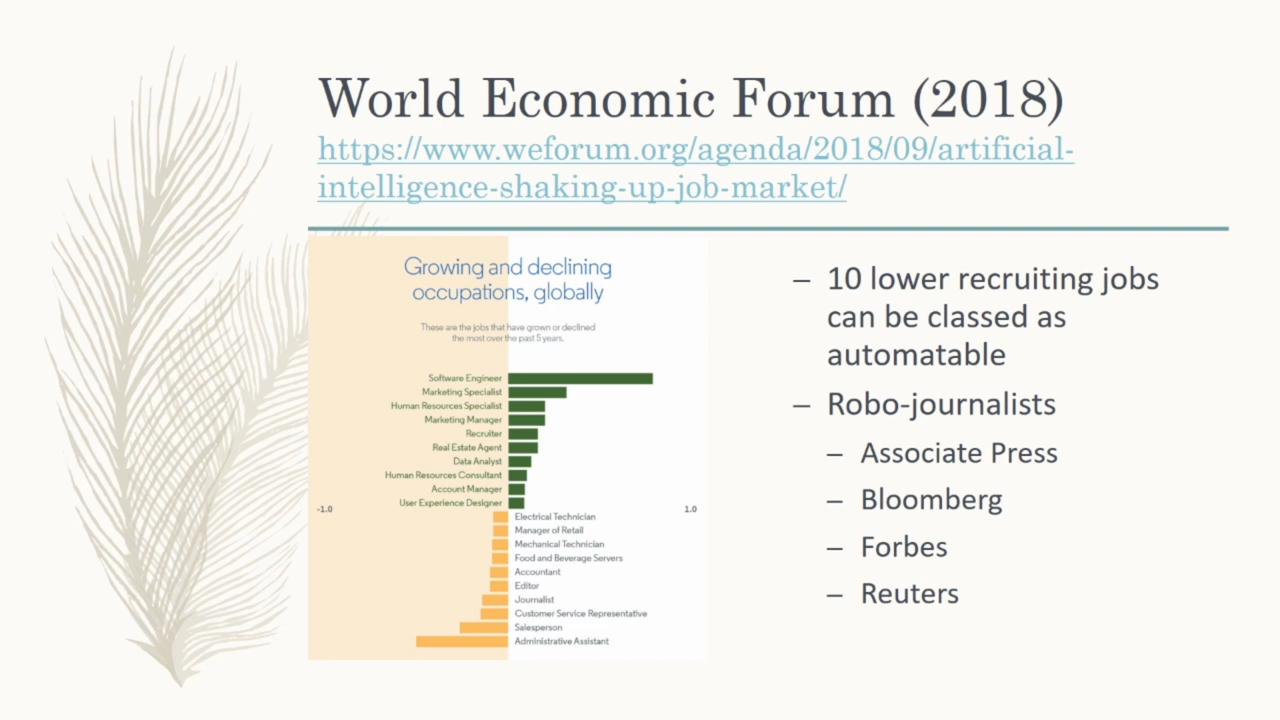 World Economic Forum (2018)
https://www.weforum.org/agenda/2018/09/artificial-
intelligence-shaking-up-job-market/
Growing and declining
occupations, globally
These are the jobs that have grown or declined
the most over the past 5 years.
Software Engineer
Marketing Specialist
Human Resources Specialist
Marketing Manager
Recruiter
Real Estate Agent
Data Analyst
Human Resources Consultant
Account Manager
User Experience Designer
-1.0
1.0
Electrical Technician
Manager of Retail
Mechanical Technician
Food and Beverage Servers
Accountant
Editor
Journalist
Customer Service Representative
Salesperson
Administrative Assistant
– 10 lower recruiting jobs
can be classed as
automatable
– Robo-journalists
– Associate Press
– Bloomberg
– Forbes
– Reuters